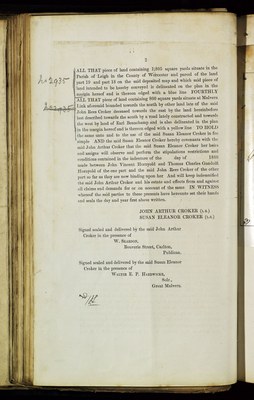 2
ALL THAT piece of land containing 1,005 square yards situate in the
Parish of Leigh in the County of Worcester and parcel of the land
part 18 and part 15 on the said deposited map and which said piece of
land intended to be hereby conveyed is delineated on the plan in the
margin hereof and is thereon edged with a blue line FOURTHLY
ALL THAT piece of land containing 960 square yards situate at Malvern
Link aforesaid bounded towards the north by other land late of the said
John Rees Croker deceased towards the east by the land hereinbefore
last described towards the south by a road lately constructed and towards
the west by land of Earl Beauchamp and is also delineated in the plan
in the margin hereof and is thereon edged with a yellow line TO HOLD
the same unto and to the use of the said Susan Eleanor Croker in fee
simple AND the said Susan Eleanor Croker hereby covenants with the
said John Arthur Croker that the said Susan Eleanor Croker her heirs
and assigns will observe and perform the stipulations restrictions and
conditions contained in the indenture of the day of
made between John Vincent Hornyold and Thomas Charles Gandolfi
Hornyold of the one part and the said John Rees Croker of the other
part so far as they are now binding upon her And will keep indemnified
the said John Arthur Croker and his estate and effects from and against
all claims and demands for or on account of the same IN WITNESS
whereof the said parties to these presents have hereunto set their hands
and seals the day and year first above written.
JOHN ARTHUR CROKER (L.S.)
SUSAN ELEANOR CROKER (L.S.)
Signed sealed and delivered by the said John Arthur
Croker in the presence of
W.
Street, Carlton,
Signed sealed and delivered by the said Susan Eleanor
Croker in the presence of
WALTER E. P.
Great Malvern.